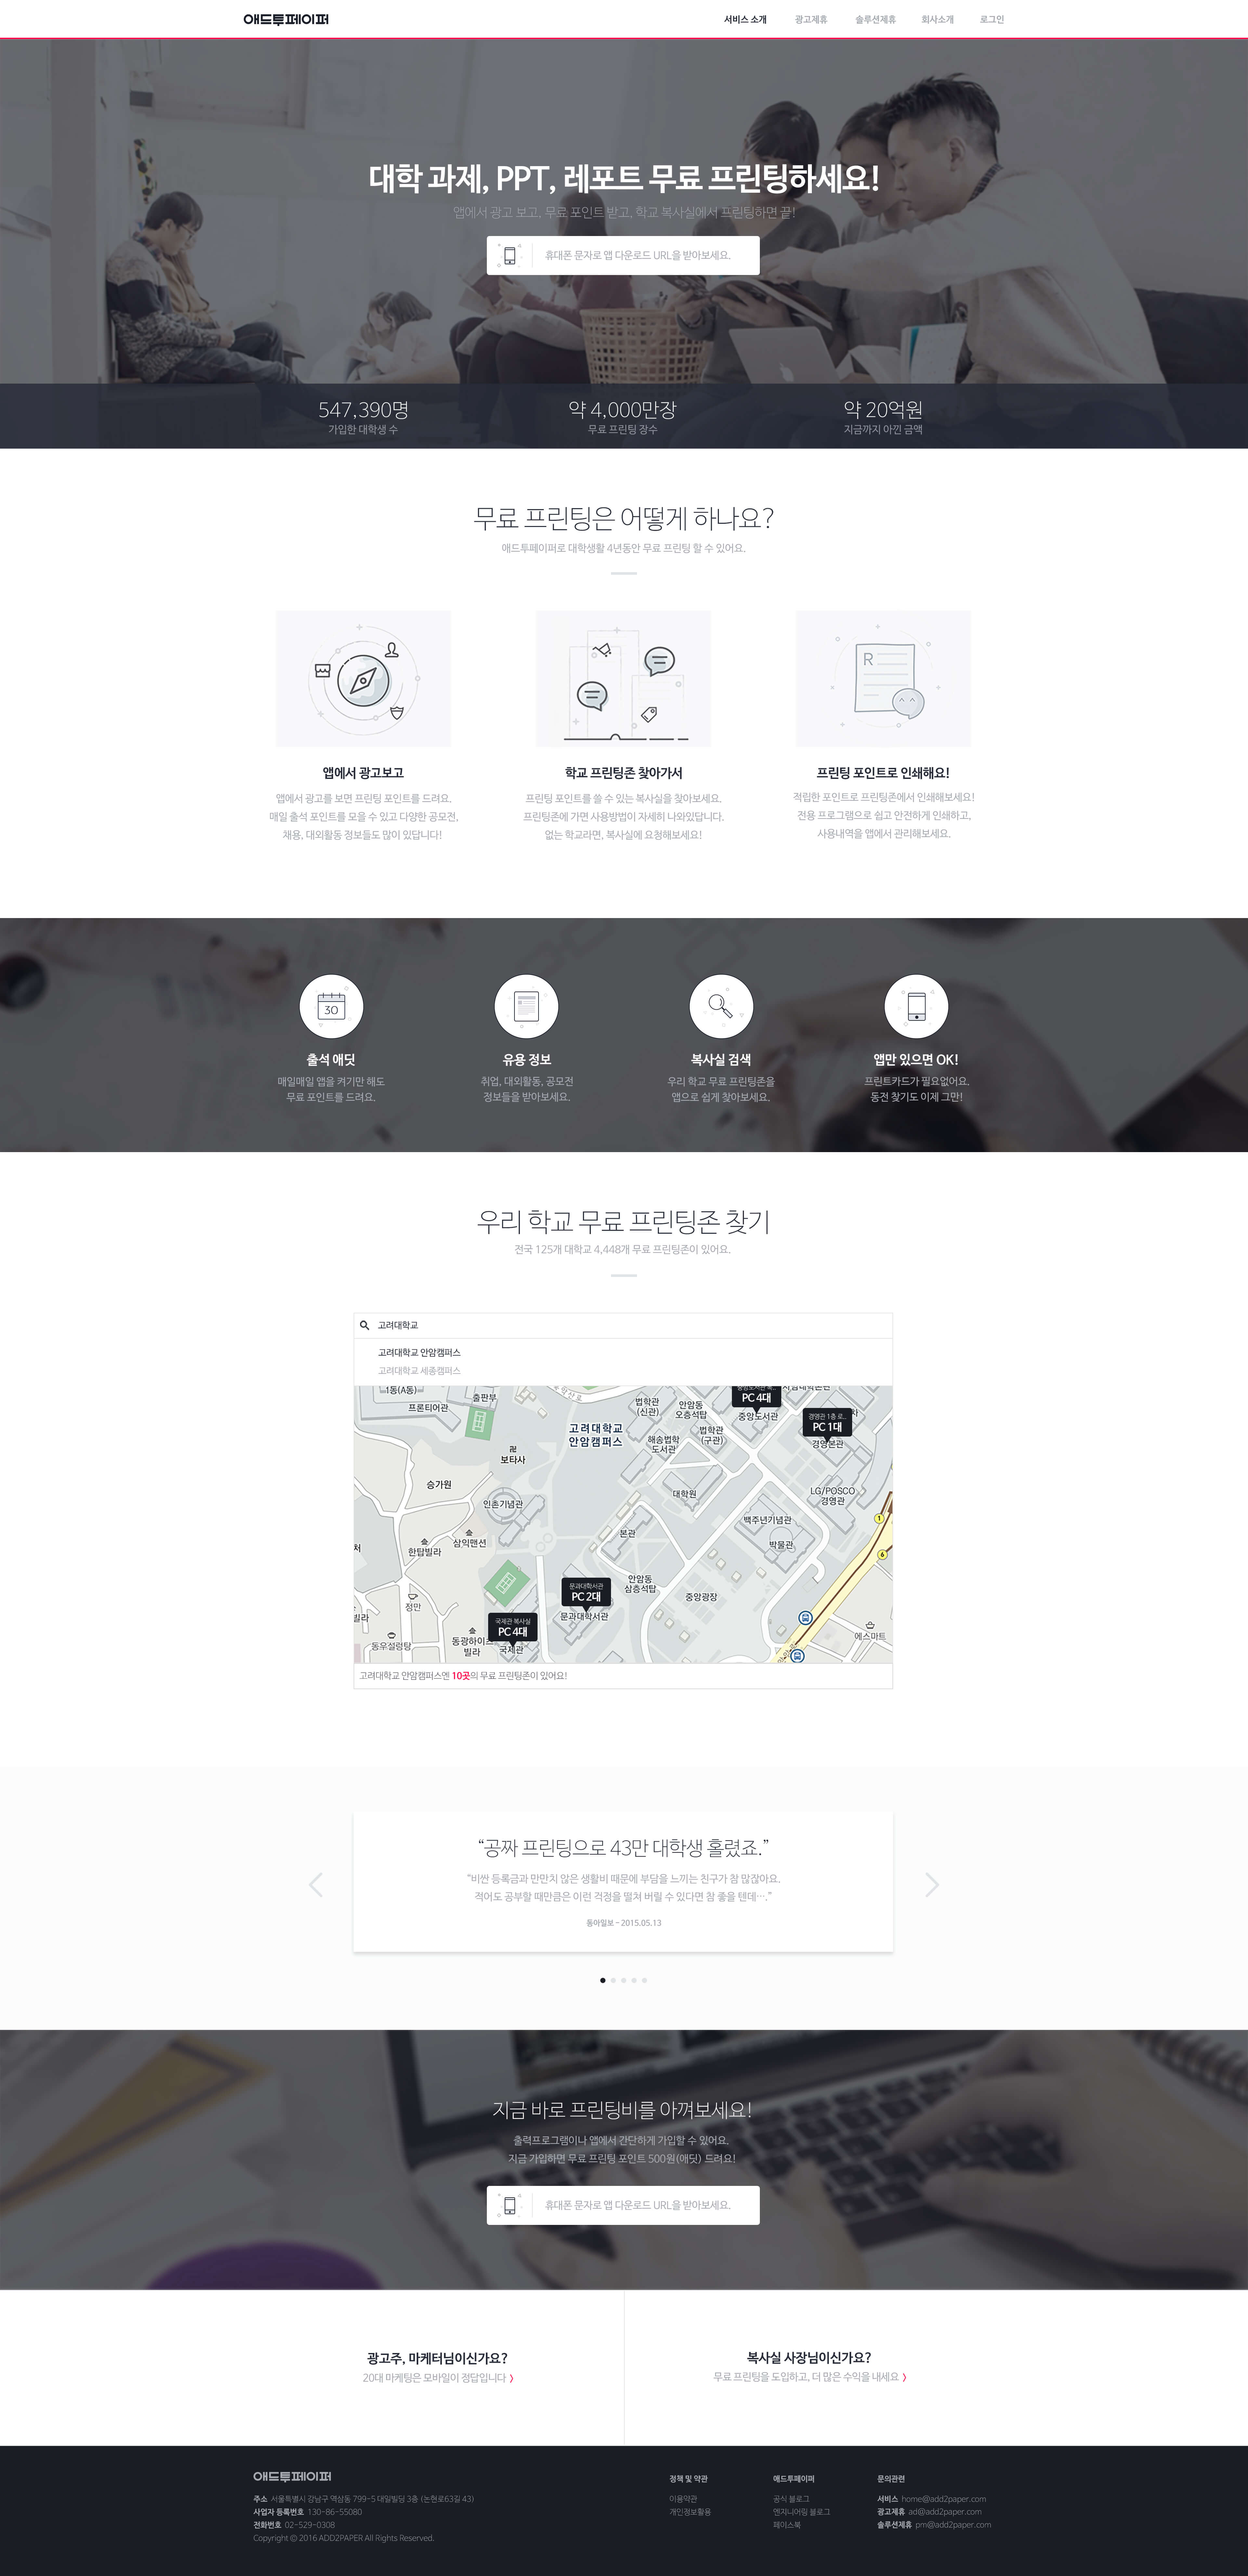 애드투페이퍼
서비스 소개 광고제휴 솔루션제휴 회사소개 로그인
대학 과제, PPT, 레포트 무료 프린팅하세요!
앱에서 광고 보고, 무료 포인트 받고, 학교 복사실에서 프린팅하면 끝!
휴대폰 문자로 앱 다운로드 URL을 받아보세요.
547,390명
가입한 대학생 수
약 4,000만장
무료 프린팅 장수
약 20억원
지금까지 아낀 금액
무료 프린팅은 어떻게 하나요?
애드투페이퍼로 대학생활 4년동안 무료 프린팅 할 수 있어요.
R
앱에서 광고보고
앱에서 광고를 보면 프린팅 포인트를 드려요.
매일 출석 포인트를 모을 수 있고 다양한 공모전,
채용, 대외활동 정보들도 많이 있답니다!
학교 프린팅존 찾아가서
프린팅 포인트를 쓸 수 있는 복사실을 찾아보세요.
프린팅존에 가면 사용방법이 자세히 나와있답니다.
없는 학교라면, 복사실에 요청해보세요!
프린팅 포인트로 인쇄해요!
적립한 포인트로 프린팅존에서 인쇄해보세요!
전용 프로그램으로 쉽고 안전하게 인쇄하고,
사용내역을 앱에서 관리해보세요.
30
출석 애딧
매일매일 앱을 켜기만 해도
무료 포인트를 드려요.
유용 정보
취업, 대외활동, 공모전
정보들을 받아보세요.
복사실 검색
우리 학교 무료 프린팅존을
앱으로 쉽게 찾아보세요.
앱만 있으면 OK!
프린트카드가 필요없어요.
동전 찾기도 이제 그만!
우리 학교 무료 프린팅존 찾기
전국 125개 대학교 4,448개 무료 프린팅존이 있어요.
고려대학교
고려대학교 안암캠퍼스
고려대학교 세종캠퍼스
1동(A동)
프론티어관
출판부
고려대학교
안암캠퍼스
법학관
(신관)
안암동
오층석탑
PC 4대
중앙도서관
경영관 1층 로..
PC 1대
경영본관
해송법학
도서관
법학관
(구관)
보타사
승가원
인촌기념관
대학원
LG/POSCO
경영관
백주년기념관
박물관
본관
한탑빌라
삼익맨션
처
1
6
정만
빌라
동우설렁탕
동광하이츠
빌라
국제관 복사실
PC 4대
국제관
문과대학서관
PC 2대
문과대학서관
안암동
삼층석탑
중앙광장
에스마트
고려대학교 안암캠퍼스엔 10곳의 무료 프린팅존이 있어요!
“공짜 프린팅으로 43만 대학생 홀렸죠.”
“비싼 등록금과 만만치 않은 생활비 때문에 부담을 느끼는 친구가 참 많잖아요.
적어도 공부할 때만큼은 이런 걱정을 떨쳐 버릴 수 있다면 참 좋을 텐데….”
동아일보 - 2015.05.13
지금 바로 프린팅비를 아껴보세요!
출력프로그램이나 앱에서 간단하게 가입할 수 있어요.
지금 가입하면 무료 프린팅 포인트 500원(애딧) 드려요!
휴대폰 문자로 앱 다운로드 URL을 받아보세요.
광고주, 마케터님이신가요?
20대 마케팅은 모바일이 정답입니다 〉
복사실 사장님이신가요?
무료 프린팅을 도입하고, 더 많은 수익을 내세요 〉
애드투페이퍼
주소 서울특별시 강남구 역삼동 799-5 대일빌딩 3층 (논현로63길 43)
사업자 등록번호 130-86-55080
전화번호 02-529-0308
Copyright © 2016 ADD2PAPER All Rights Reserved.
정책 및 약관
이용약관
개인정보활용
애드투페이퍼
공식 블로그
엔지니어링 블로그
페이스북
문의관련
서비스 home@add2paper.com
광고제휴 ad@add2paper.com
솔루션제휴 pm@add2paper.com